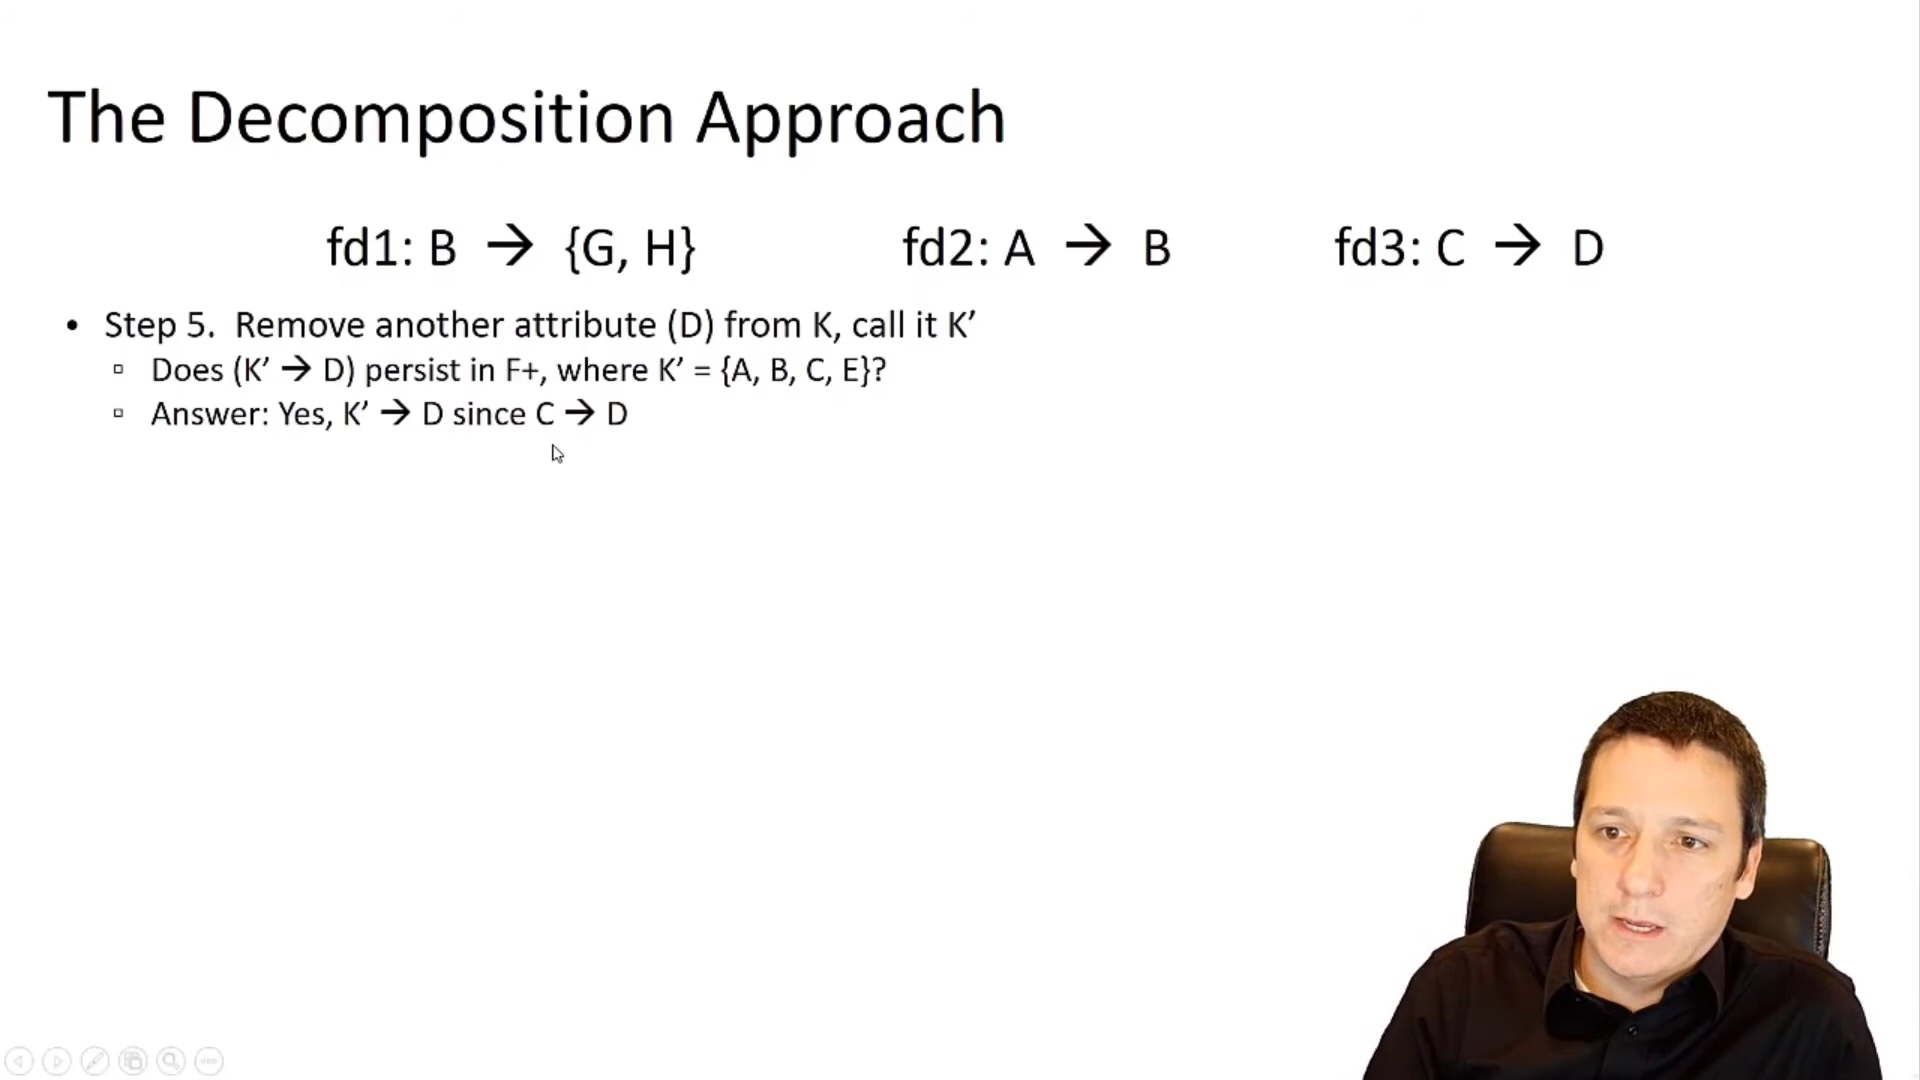 The Decomposition Approach
fd1: B → {G, H} fd2: A → B fd3: C → D
• Step 5. Remove another attribute (D) from K, call it K’
▫ Does (K’ → D) persist in F+, where K’ = {A, B, C, E}?
▫ Answer: Yes, K’ → D since C → D